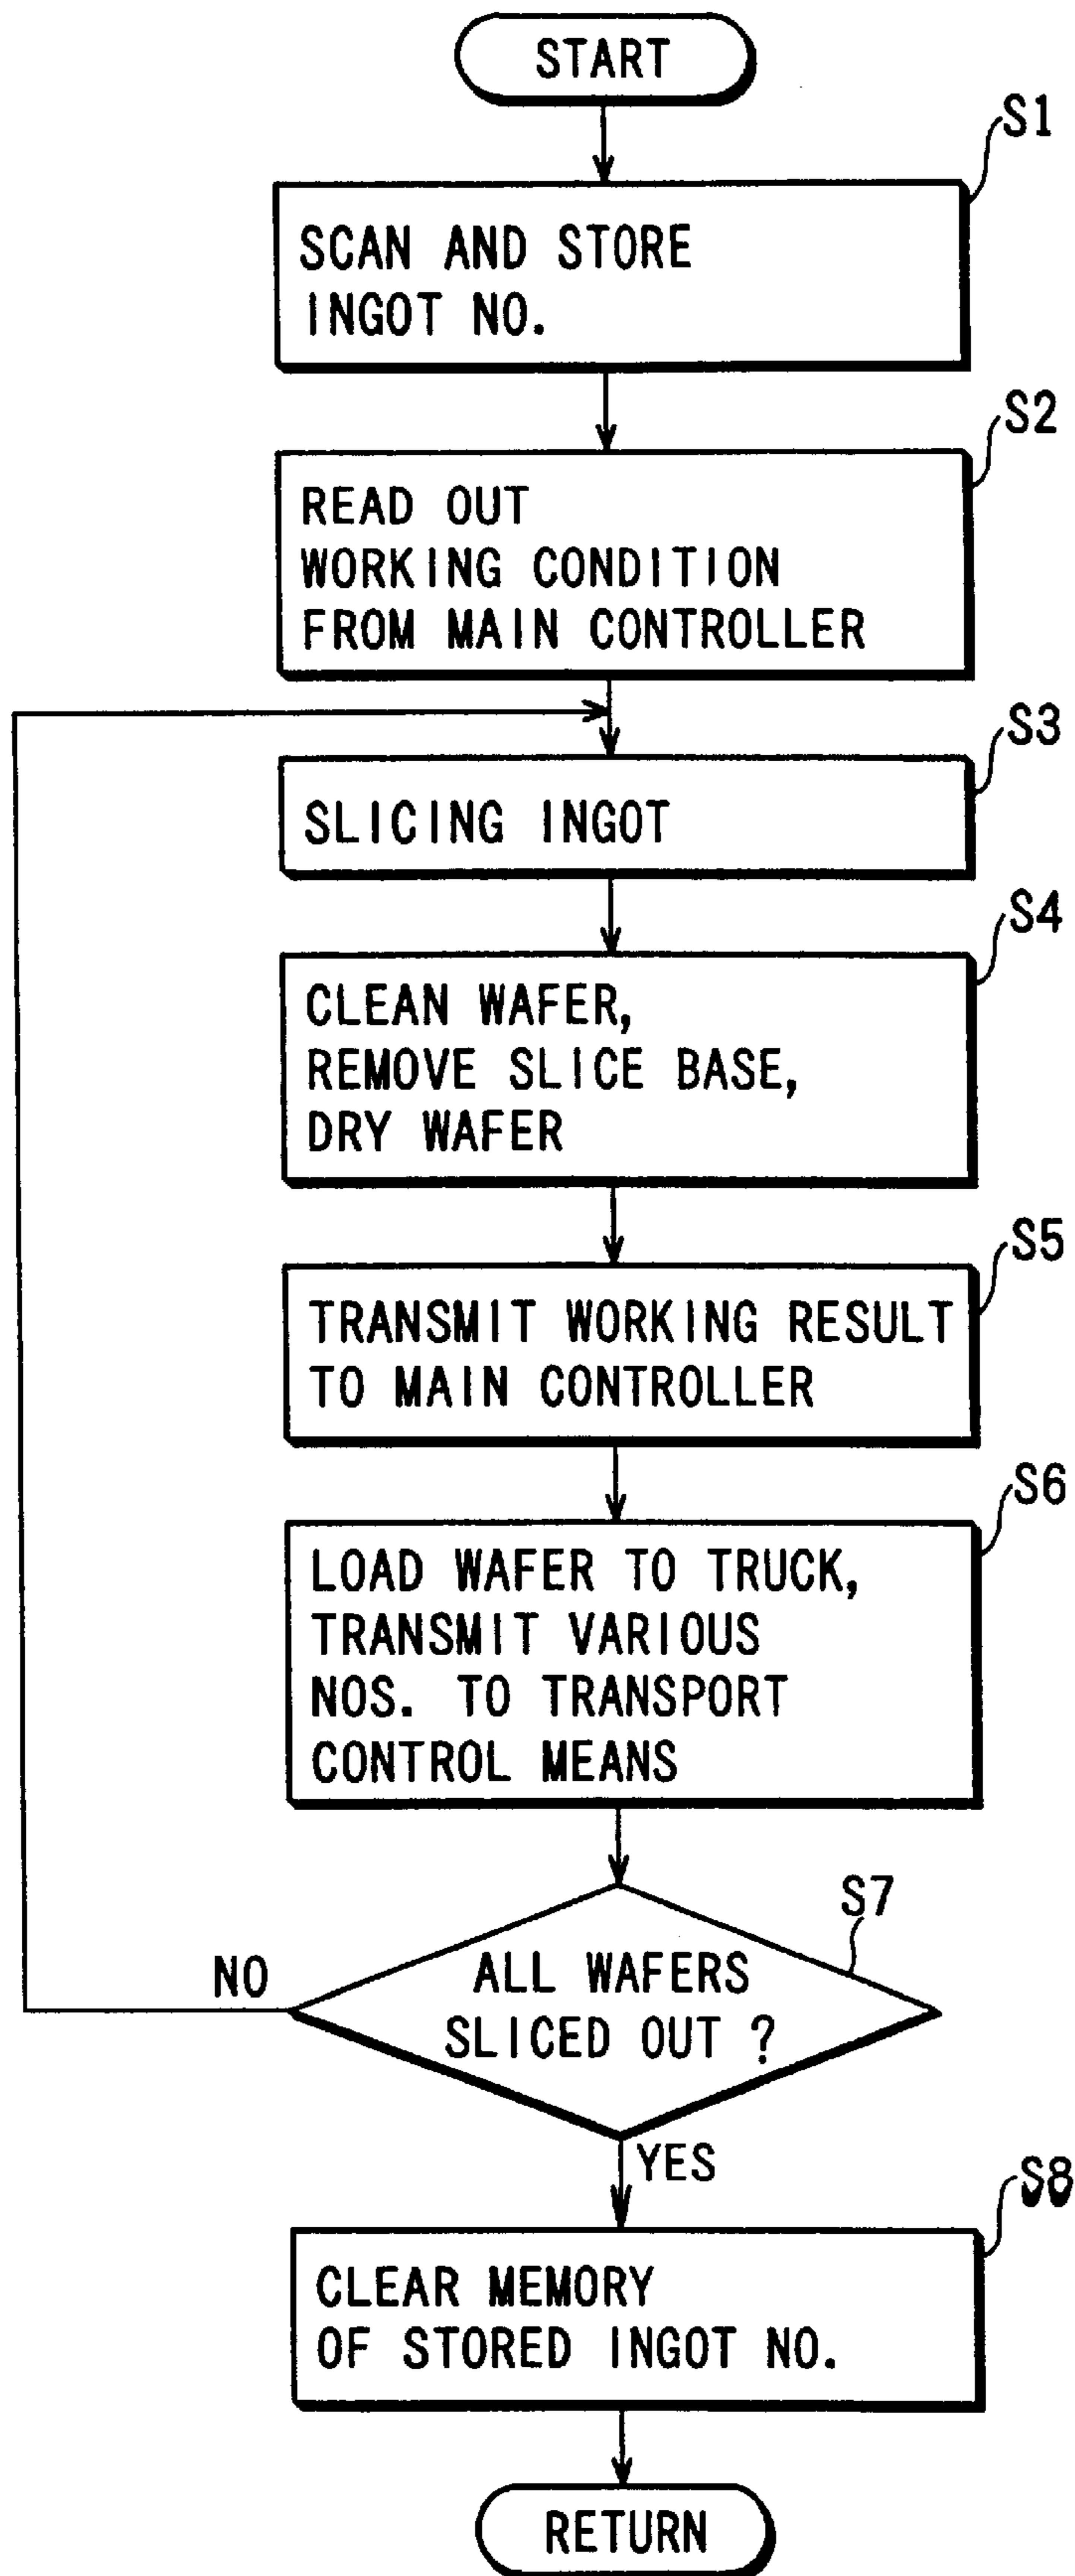 START
S1
SCAN AND STORE
INGOT NO.
S2
READ OUT
WORKING CONDITION
FROM MAIN CONTROLLER
S3
SLICING INGOT
S4
CLEAN WAFER,
REMOVE SLICE BASE,
DRY WAFER
S5
TRANSMIT WORKING RESULT
TO MAIN CONTROLLER
S6
LOAD WAFER TO TRUCK,
TRANSMIT VARIOUS
NOS. TO TRANSPORT
CONTROL MEANS
S7
NO
ALL WAFERS
SLICED OUT ?
YES
S8
CLEAR MEMORY
OF STORED INGOT NO.
RETURN